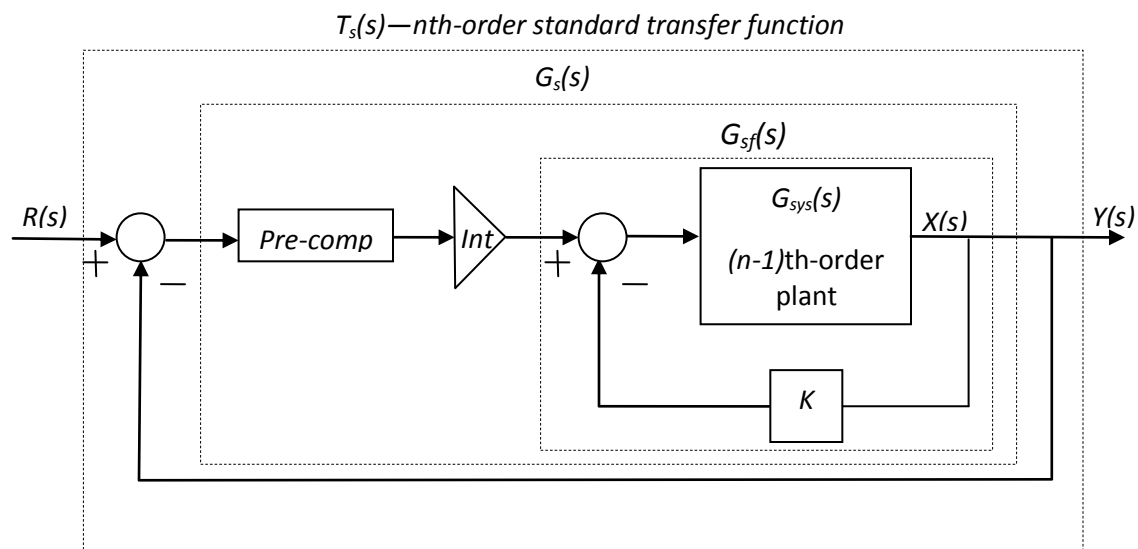 Ts(s)—nth-order standard transfer function
Gs(s)
Gsf(s)
R(s)
+
−
Pre-comp
Int
+
−
Gsys(s)
(n-1)th-order
plant
X(s)
Y(s)
K